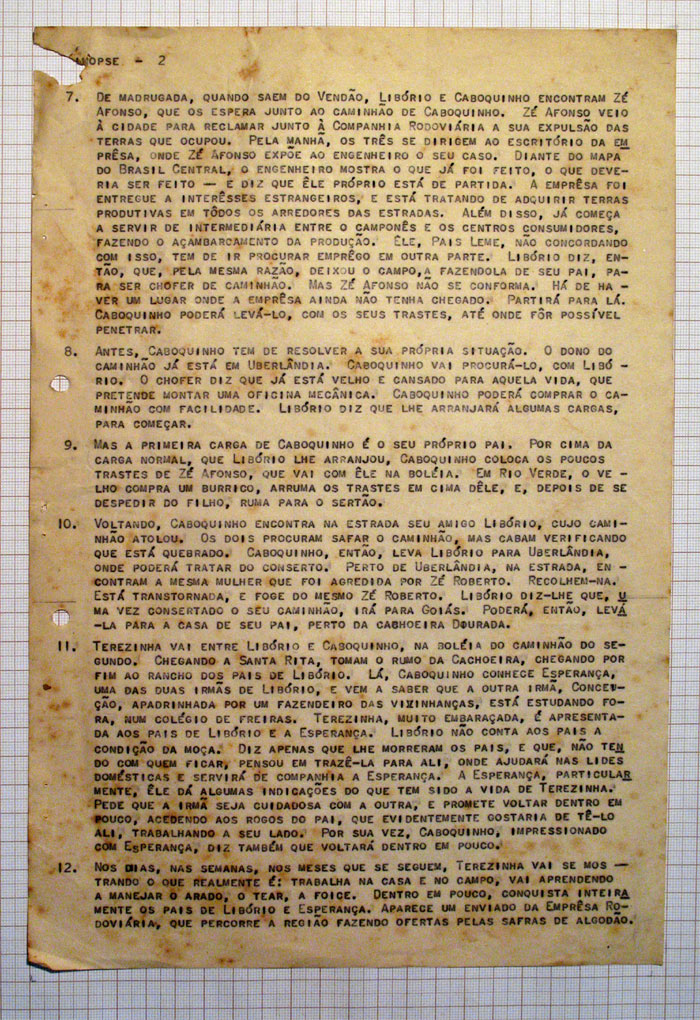 NOPSE - 2
7. DE MADRUGADA, QUANDO SAEM DO VENDÃO, LIBÓRIO E CABOQUINHO ENCONTRAM ZÉ
AFONSO, QUE OS ESPERA JUNTO AO CAMINHÃO DE CABOQUINHO. ZÉ AFONSO VEIO
À CIDADE PARA RECLAMAR JUNTO À COMPANHIA RODOVIÁRIA A SUA EXPULSÃO DAS
TERRAS QUE OCUPOU. PELA MANHÃ, OS TRÊS SE DIRIGEM AO ESCRITÓRIO DA EM
PRÊSA, ONDE ZÉ AFONSO EXPÕE AO ENGENHEIRO O SEU CASO. DIANTE DO MAPA
DO BRASIL CENTRAL, O ENGENHEIRO MOSTRA O QUE JÁ FOI FEITO, O QUE DEVE-
RIA SER FEITO — E DIZ QUE ÊLE PRÓPRIO ESTÁ DE PARTIDA. A EMPRÊSA FOI
ENTREGUE A INTERÊSSES ESTRANGEIROS, E ESTÁ TRATANDO DE ADQUIRIR TERRAS
PRODUTIVAS EM TÔDOS OS ARREDORES DAS ESTRADAS. ALÉM DISSO, JÁ COMEÇA
A SERVIR DE INTERMEDIÁRIA ENTRE O CAMPONÊS E OS CENTROS CONSUMIDORES,
FAZENDO O AÇAMBARCAMENTO DA PRODUÇÃO. ÊLE, PAIS LEME, NÃO CONCORDANDO
COM ISSO, TEM DE IR PROCURAR EMPRÊGO EM OUTRA PARTE. LIBÓRIO DIZ, EN-
TÃO, QUE, PELA MESMA RAZÃO, DEIXOU O CAMPO,A FAZENDOLA DE SEU PAI, PA-
RA SER CHOFER DE CAMINHÃO. MAS ZÉ AFONSO NÃO SE CONFORMA. HÁ DE HA-
VER UM LUGAR ONDE A EMPRÊSA AINDA NÃO TENHA CHEGADO. PARTIRÁ PARA LÁ.
CABOQUINHO PODERÁ LEVÁ-LO, COM OS SEUS TRASTES, ATÉ ONDE FÔR POSSÍVEL
PENETRAR.
8. ANTES, CABOQUINHO TEM DE RESOLVER A SUA PRÓPRIA SITUAÇÃO. O DONO DO
CAMINHÃO JÁ ESTÁ EM UBERLÂNDIA. CABOQUINHO VAI PROCURÁ-LO, COM LIBÓ-
RIO. O CHOFER DIZ QUE JÁ ESTÁ VELHO E CANSADO PARA AQUELA VIDA, QUE
PRETENDE MONTAR UMA OFICINA MECÂNICA. CABOQUINHO PODERÁ COMPRAR O CA-
MINHÃO COM FACILIDADE. LIBÓRIO DIZ QUE LHE ARRANJARÁ ALGUMAS CARGAS,
PARA COMEÇAR.
9. MAS A PRIMEIRA CARGA DE CABOQUINHO É O SEU PRÓPRIO PAI. POR CIMA DA
CARGA NORMAL, QUE LIBÓRIO LHE ARRANJOU, CABOQUINHO COLOCA OS POUCOS
TRASTES DE ZÉ AFONSO, QUE VAI COM ÊLE NA BOLÉIA. EM RIO VERDE, O VE-
LHO COMPRA UM BURRICO, ARRUMA OS TRASTES EM CIMA DÊLE, E, DEPOIS DE SE
DESPEDIR DO FILHO, RUMA PARA O SERTÃO.
10. VOLTANDO, CABOQUINHO ENCONTRA NA ESTRADA SEU AMIGO LIBÓRIO, CUJO CAMI-
NHÃO ATOLOU. OS DOIS PROCURAM SAFAR O CAMINHÃO, MAS CABAM VERIFICANDO
QUE ESTÁ QUEBRADO. CABOQUINHO, ENTÃO, LEVA LIBÓRIO PARA UBERLÂNDIA,
ONDE PODERÁ TRATAR DO CONSERTO. PERTO DE UBERLÂNDIA, NA ESTRADA, EN-
CONTRAM A MESMA MULHER QUE FOI AGREDIDA POR ZÉ ROBERTO. RECOLHEM-NA.
ESTÁ TRANSTORNADA, E FOGE DO MESMO ZÉ ROBERTO. LIBÓRIO DIZ-LHE QUE, U
MA VEZ CONSERTADO O SEU CAMINHÃO, IRÁ PARA GOIÁS. PODERÁ, ENTÃO, LEVÁ
-LA PARA A CASA DE SEU PAI, PERTO DA CACHOEIRA DOURADA.
11. TEREZINHA VAI ENTRE LIBÓRIO E CABOQUINHO, NA BOLÉIA DO CAMINHÃO DO SE-
GUNDO. CHEGANDO A SANTA RITA, TOMAM O RUMO DA CACHOEIRA, CHEGANDO POR
FIM AO RANCHO DOS PAIS DE LIBÓRIO. LÁ, CABOQUINHO CONHECE ESPERANÇA,
UMA DAS DUAS IRMÃS DE LIBÓRIO, E VEM A SABER QUE A OUTRA IRMÃ, CONCEI-
ÇÃO, APADRINHADA POR UM FAZENDEIRO DAS VIZINHANÇAS, ESTÁ ESTUDANDO FO-
RA, NUM COLÉGIO DE FREIRAS. TEREZINHA, MUITO EMBARAÇADA, É APRESENTA-
DA AOS PAIS DE LIBÓRIO E A ESPERANÇA. LIBÓRIO NÃO CONTA AOS PAIS A
CONDIÇÃO DA MOÇA. DIZ APENAS QUE LHE MORRERAM OS PAIS, E QUE, NÃO TEN
DO COM QUEM FICAR, PENSOU EM TRAZÊ-LA PARA ALI, ONDE AJUDARÁ NAS LIDES
DOMÉSTICAS E SERVIRÁ DE COMPANHIA A ESPERANÇA. A ESPERANÇA, PARTICULAR
MENTE, ÊLE DÁ ALGUMAS INDICAÇÕES DO QUE TEM SIDO A VIDA DE TEREZINHA.
PEDE QUE A IRMÃ SEJA CUIDADOSA COM A OUTRA, E PROMETE VOLTAR DENTRO EM
POUCO, ACEDENDO AOS ROGOS DO PAI, QUE EVIDENTEMENTE GOSTARIA DE TÊ-LO
ALI, TRABALHANDO A SEU LADO. POR SUA VEZ, CABOQUINHO, IMPRESSIONADO
COM ESPERANÇA, DIZ TAMBÉM QUE VOLTARÁ DENTRO EM POUCO.
12. NOS DIAS, NAS SEMANAS, NOS MESES QUE SE SEGUEM, TEREZINHA VAI SE MOS —
TRANDO O QUE REALMENTE É: TRABALHA NA CASA E NO CAMPO, VAI APRENDENDO
A MANEJAR O ARADO, O TEAR, A FOICE. DENTRO EM POUCO, CONQUISTA INTEIRA
MENTE OS PAIS DE LIBÓRIO E ESPERANÇA. APARECE UM ENVIADO DA EMPRÊSA RO-
DOVIÁRIA, QUE PERCORRE A REGIÃO FAZENDO OFERTAS PELAS SAFRAS DE ALGODÃO.